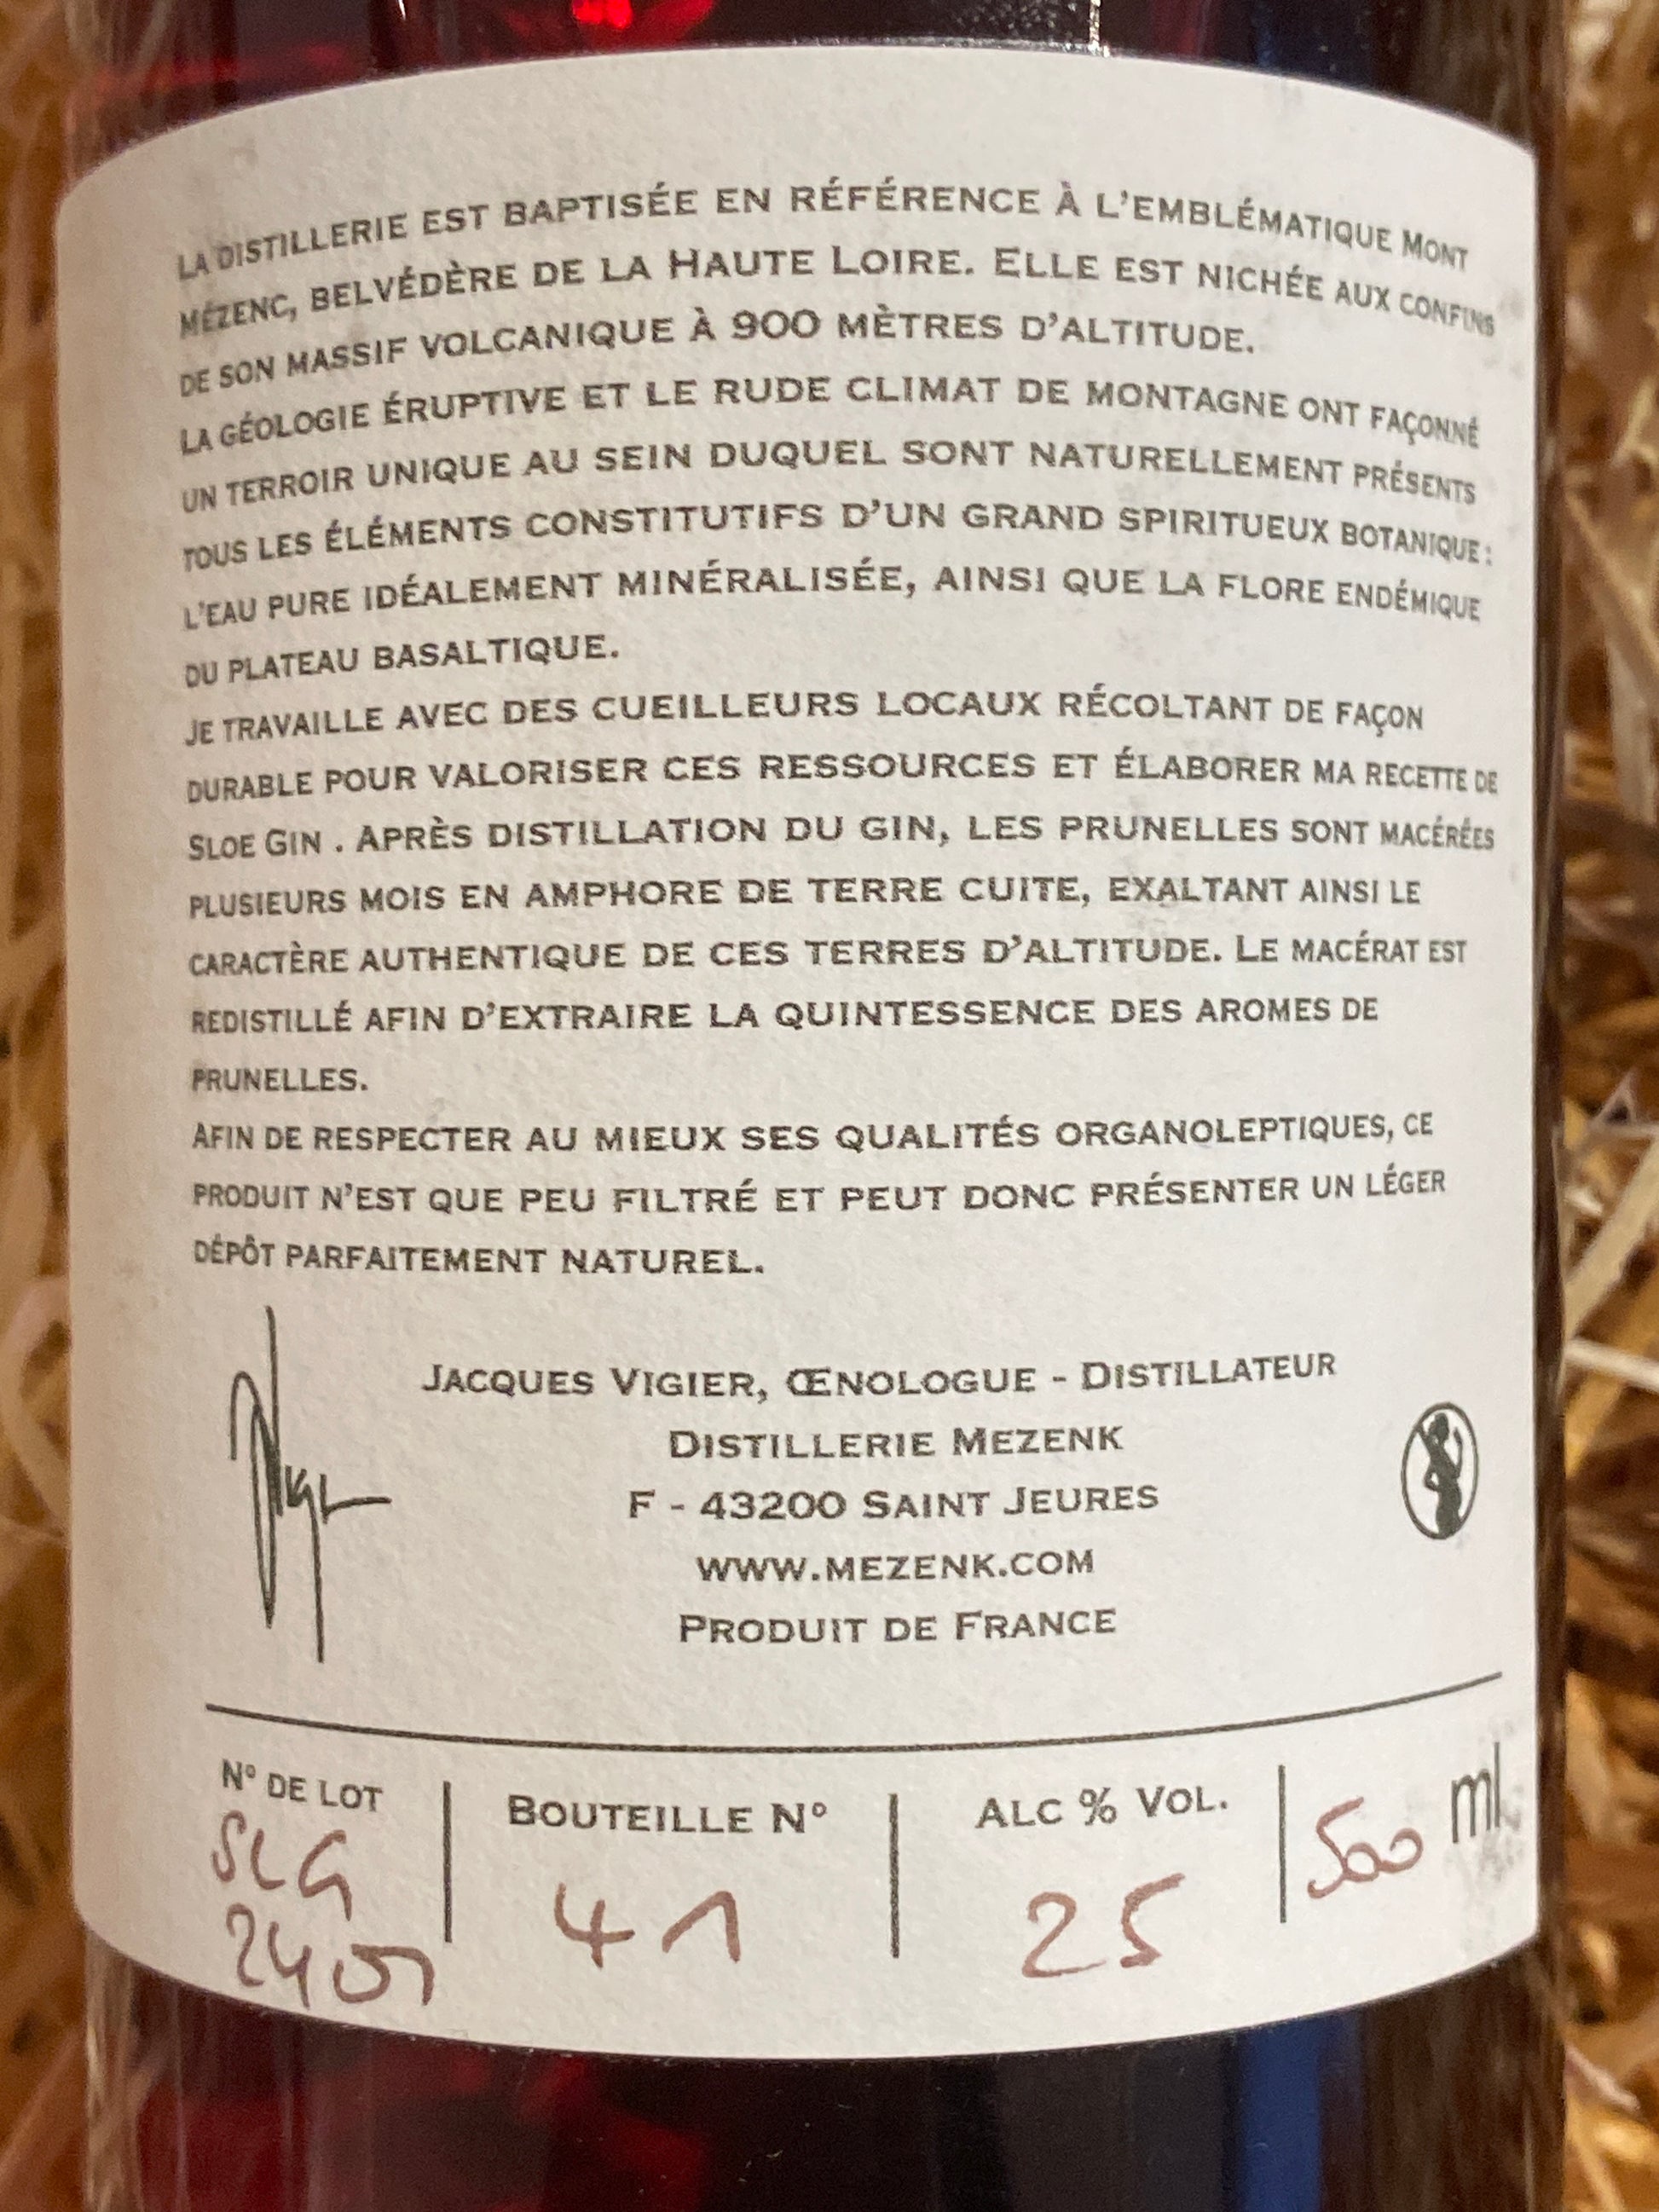 La distillerie est baptisée en référence à l'emblématique Mont
Mézenc, belvédère de la Haute Loire. Elle est nichée aux confins
de son massif volcanique à 900 mètres d'altitude.
La géologie éruptive et le rude climat de montagne ont façonné
un terroir unique au sein duquel sont naturellement présents
tous les éléments constitutifs d'un grand spiritueux botanique :
l'eau pure idéalement minéralisée, ainsi que la flore endémique
du plateau basaltique.
Je travaille avec des cueilleurs locaux récoltant de façon
durable pour valoriser ces ressources et élaborer ma recette de
Sloe Gin . Après distillation du gin, les prunelles sont macérées
plusieurs mois en amphore de terre cuite, exaltant ainsi le
caractère authentique de ces terres d'altitude. Le macérat est
redistillé afin d'extraire la quintessence des aromes de
prunelles.
Afin de respecter au mieux ses qualités organoleptiques, ce
produit n'est que peu filtré et peut donc présenter un léger
dépôt parfaitement naturel.
Jacques Vigier, Œnologue - Distillateur
Distillerie Mezenk
F - 43200 Saint Jeures
www.mezenk.com
Produit de France
N° de lot
SLG
2401
Bouteille N°
41
Alc % Vol.
25
500 ml